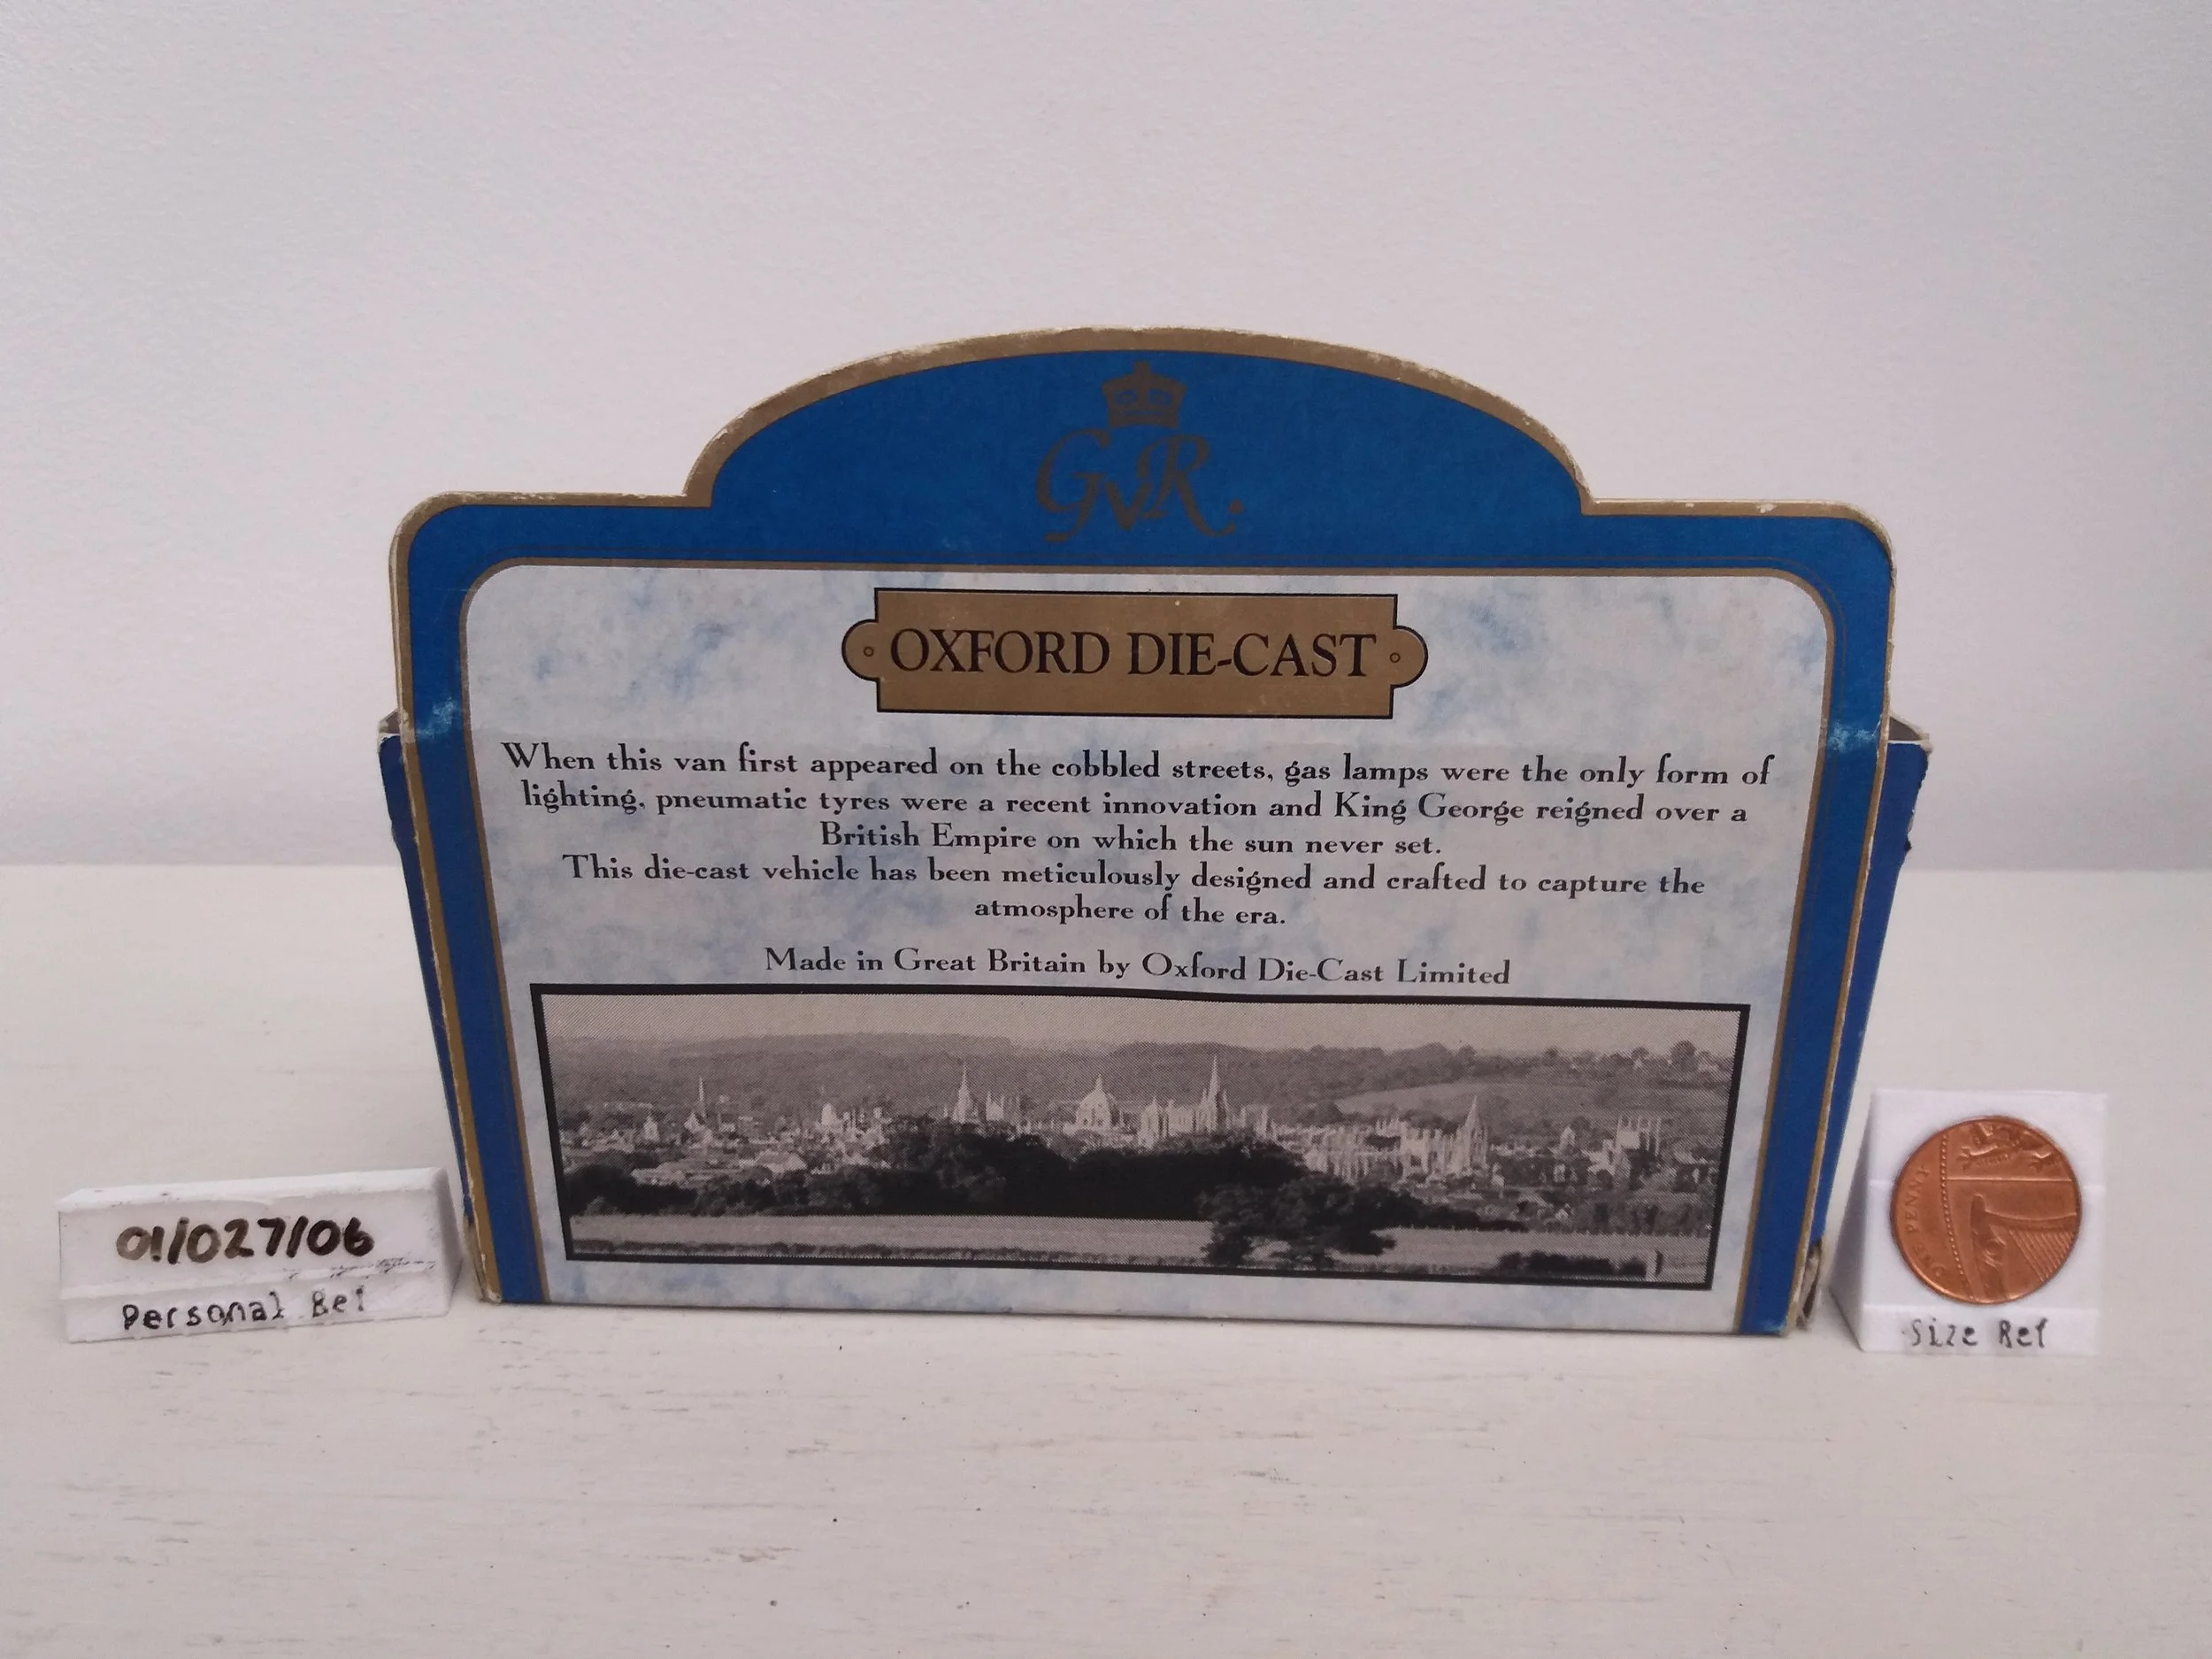 GVR.
OXFORD DIE-CAST
When this van first appeared on the cobbled streets, gas lamps were the only form of
lighting, pneumatic tyres were a recent innovation and King George reigned over a
British Empire on which the sun never set.
This die-cast vehicle has been meticulously designed and crafted to capture the
atmosphere of the era.
Made in Great Britain by Oxford Die-Cast Limited
01/027/06
Personal Ref
ONE PENNY
Size Ref